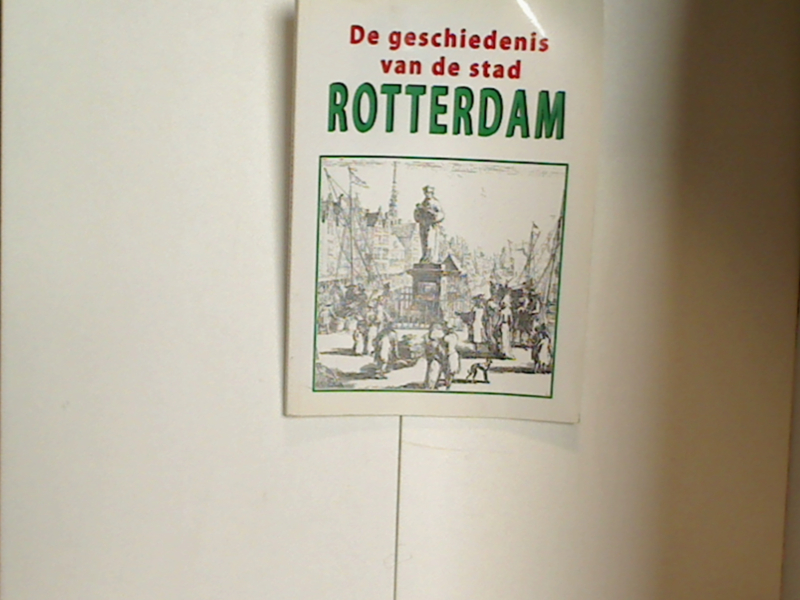 De geschiedenis
van de stad
ROTTERDAM